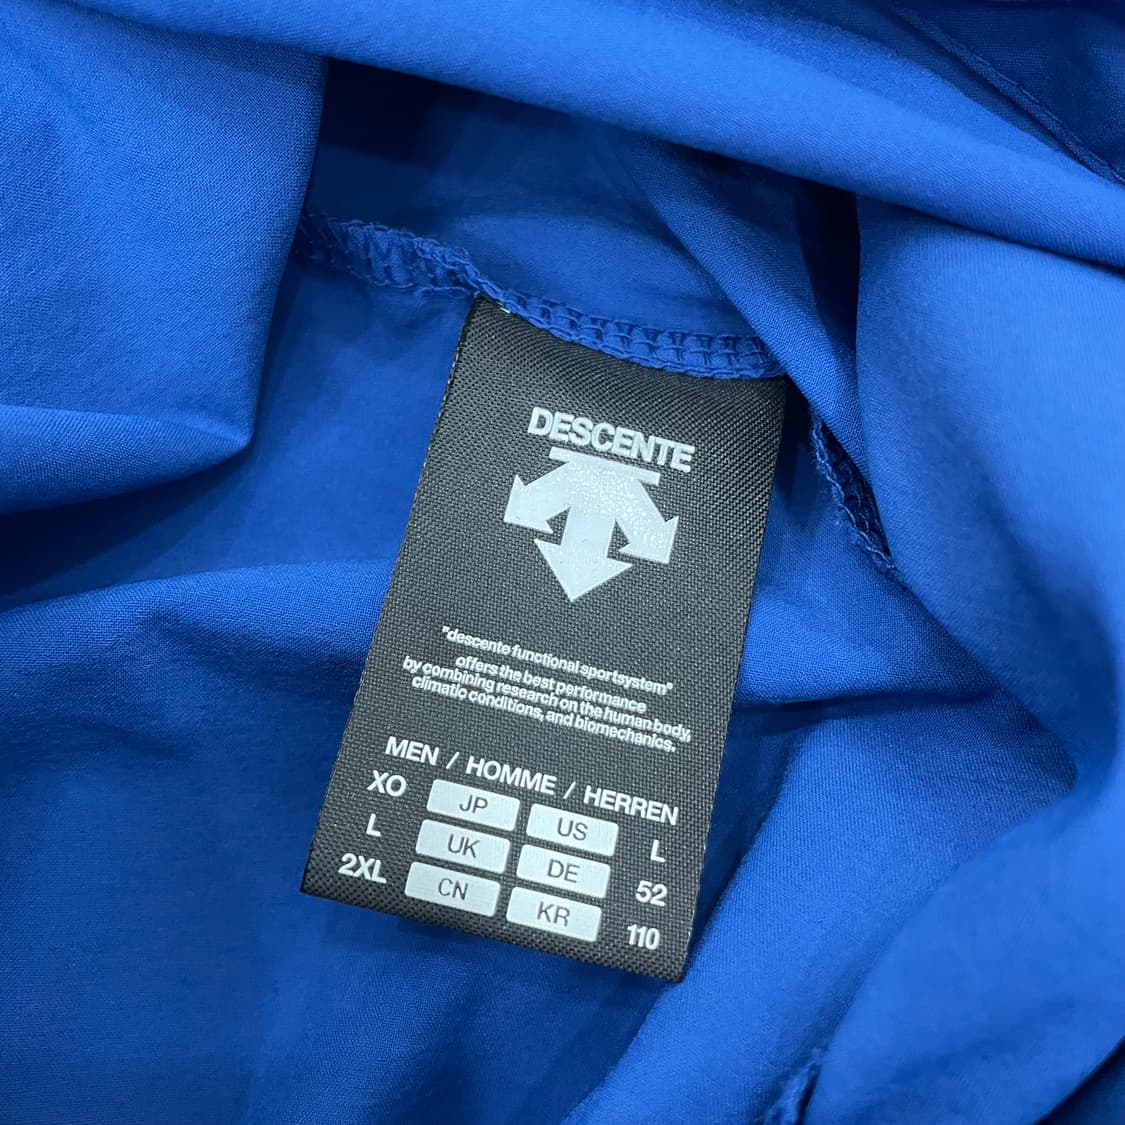 DESCENTE
"descente functional sportsystem"
offers the best performance
by combining research on the human body,
climatic conditions, and biomechanics.
MEN / HOMME / HERREN
XO JP US L
L UK DE 52
2XL CN KR 110